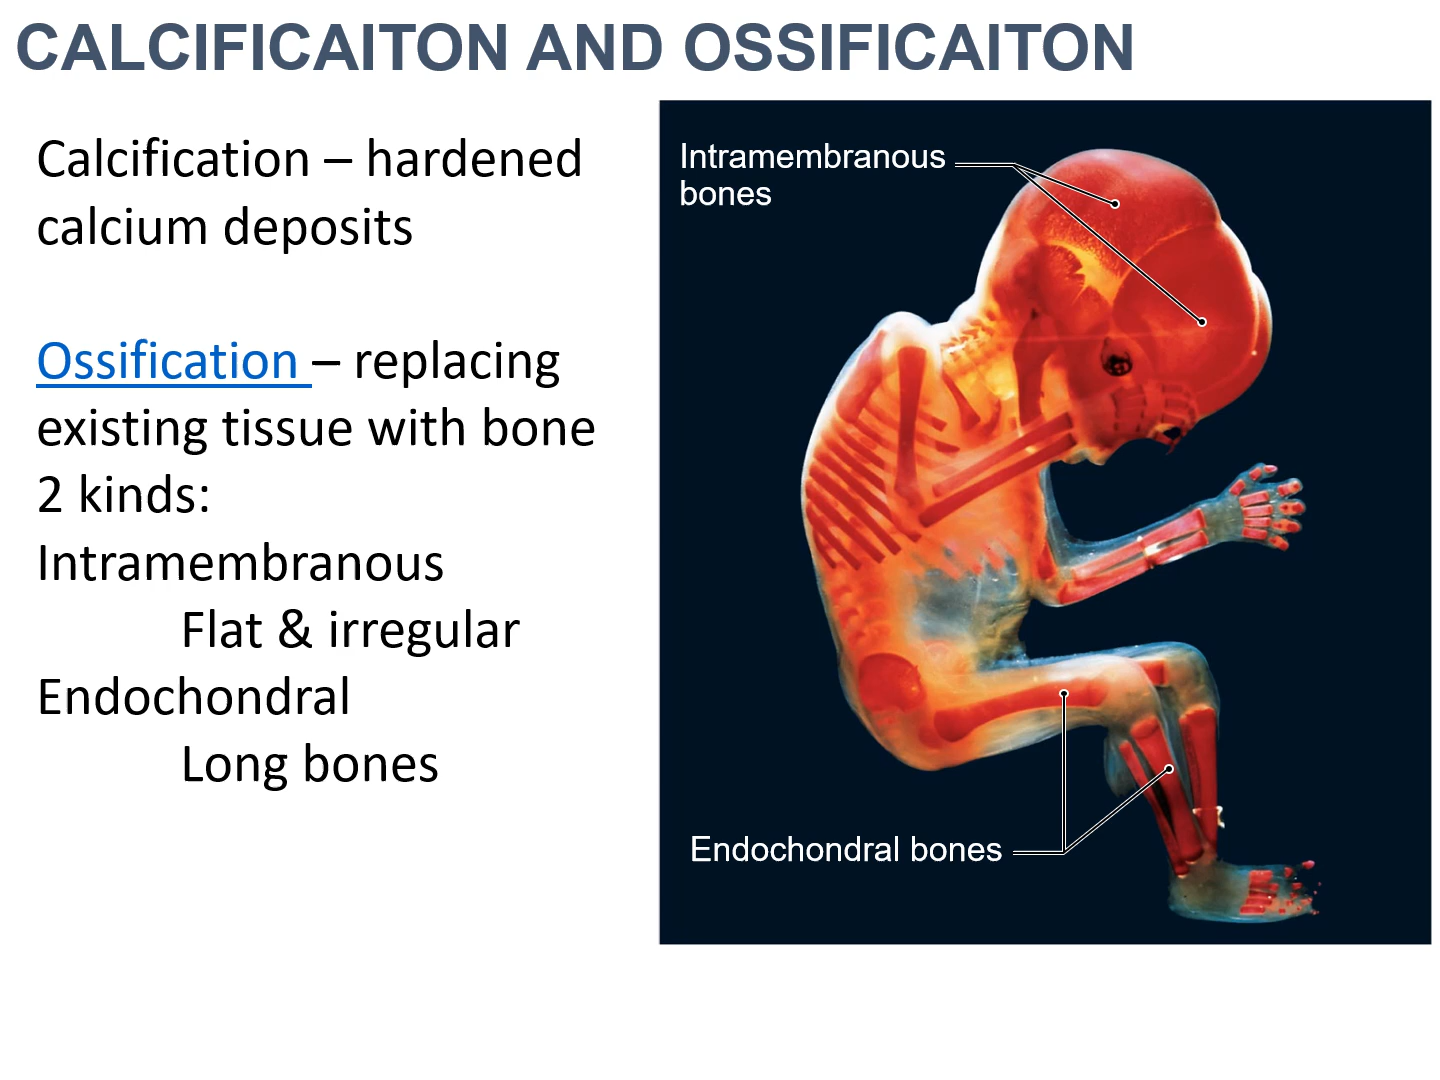 CALCIFICAITON AND OSSIFICAITON
Calcification – hardened
calcium deposits
Ossification – replacing
existing tissue with bone
2 kinds:
Intramembranous
Flat & irregular
Endochondral
Long bones
Intramembranous
bones
Endochondral bones